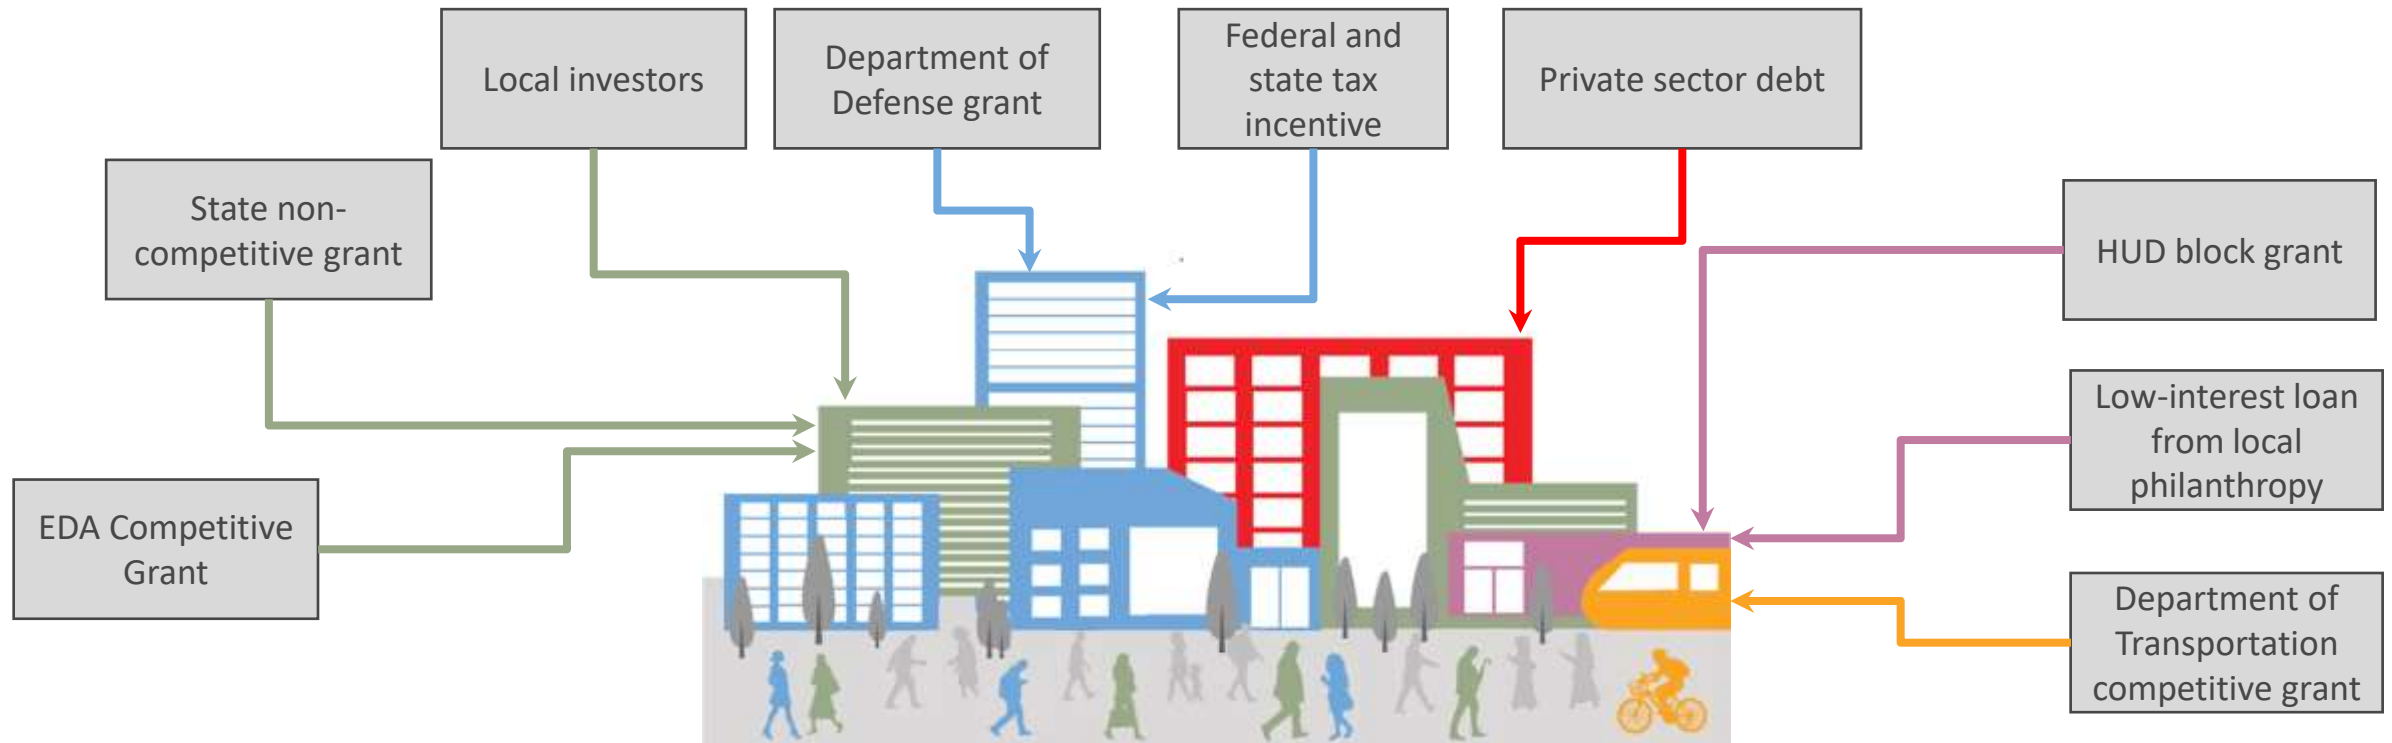 Local investors
Department of
Defense grant
Federal and
state tax
incentive
Private sector debt
State non-
competitive grant
HUD block grant
Low-interest loan
from local
philanthropy
EDA Competitive
Grant
Department of
Transportation
competitive grant